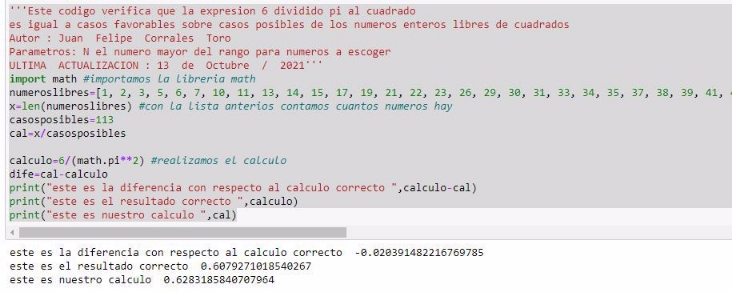 '''Este codigo verifica que la expresion 6 dividido pi al cuadrado
es igual a casos favorables sobre casos posibles de los numeros enteros libres de cuadrados
Autor : Juan Felipe Corrales Toro
Parametros: N el numero mayor del rango para numeros a escoger
ULTIMA ACTUALIZACION : 13 de Octubre / 2021'''
import math #importamos la libreria math
numeroslibres=[1, 2, 3, 5, 6, 7, 10, 11, 13, 14, 15, 17, 19, 21, 22, 23, 26, 29, 30, 31, 33, 34, 35, 37, 38, 39, 41,
x=len(numeroslibres) #con la lista anterios contamos cuantos numeros hay
casosposibles=113
cal=x/casosposibles
calculo=6/(math.pi**2) #realizamos el calculo
dife=cal-calculo
print("este es la diferencia con respecto al calculo correcto ",calculo-cal)
print("este es el resultado correcto ",calculo)
print("este es nuestro calculo ",cal)
este es la diferencia con respecto al calculo correcto -0.020391482216769785
este es el resultado correcto 0.6079271018540267
este es nuestro calculo 0.6283185840707964